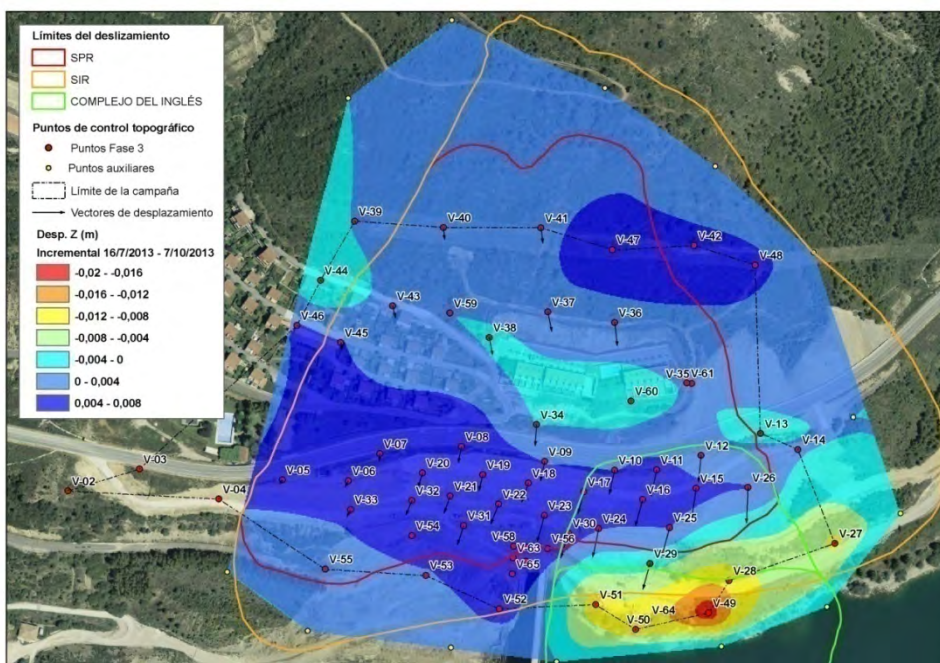 Límites del deslizamiento
SPR
SIR
COMPLEJO DEL INGLÉS
Puntos de control topográfico
Puntos Fase 3
Puntos auxiliares
Límite de la campaña
Vectores de desplazamiento
Desp. Z (m)
Incremental 16/7/2013 - 7/10/2013
-0,02 - -0,016
-0,016 - -0,012
-0,012 - -0,008
-0,008 - -0,004
-0,004 - 0
0 - 0,004
0,004 - 0,008
V-39
V-40
V-41
V-47
V-42
V-48
V-44
V-43
V-59
V-37
V-36
V-46
V-45
V-38
V-35
V-61
V-60
V-34
V-13
V-03
V-07
V-08
V-09
V-12
V-14
V-02
V-04
V-05
V-06
V-20
V-19
V-18
V-10
V-11
V-33
V-32
V-21
V-22
V-23
V-17
V-16
V-15
V-26
V-54
V-31
V-58
V-63
V-56
V-30
V-24
V-25
V-27
V-55
V-53
V-65
V-29
V-28
V-52
V-51
V-64
V-49
V-50